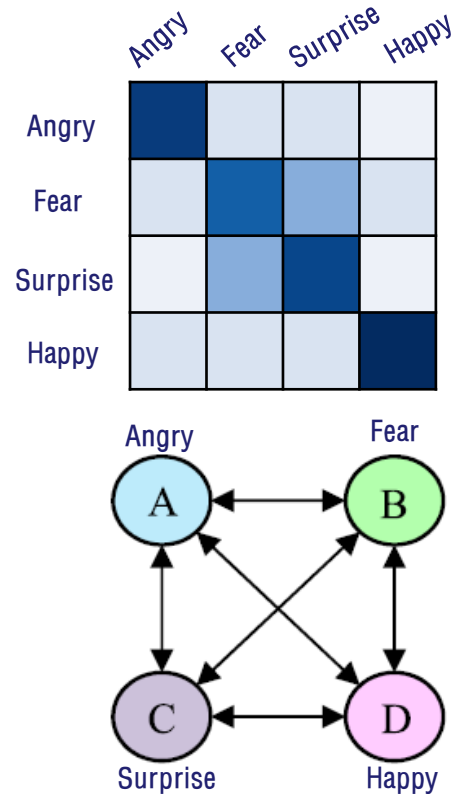 Angry Fear Surprise Happy
Angry
Fear
Surprise
Happy
Angry Fear
A B
C D
Surprise Happy